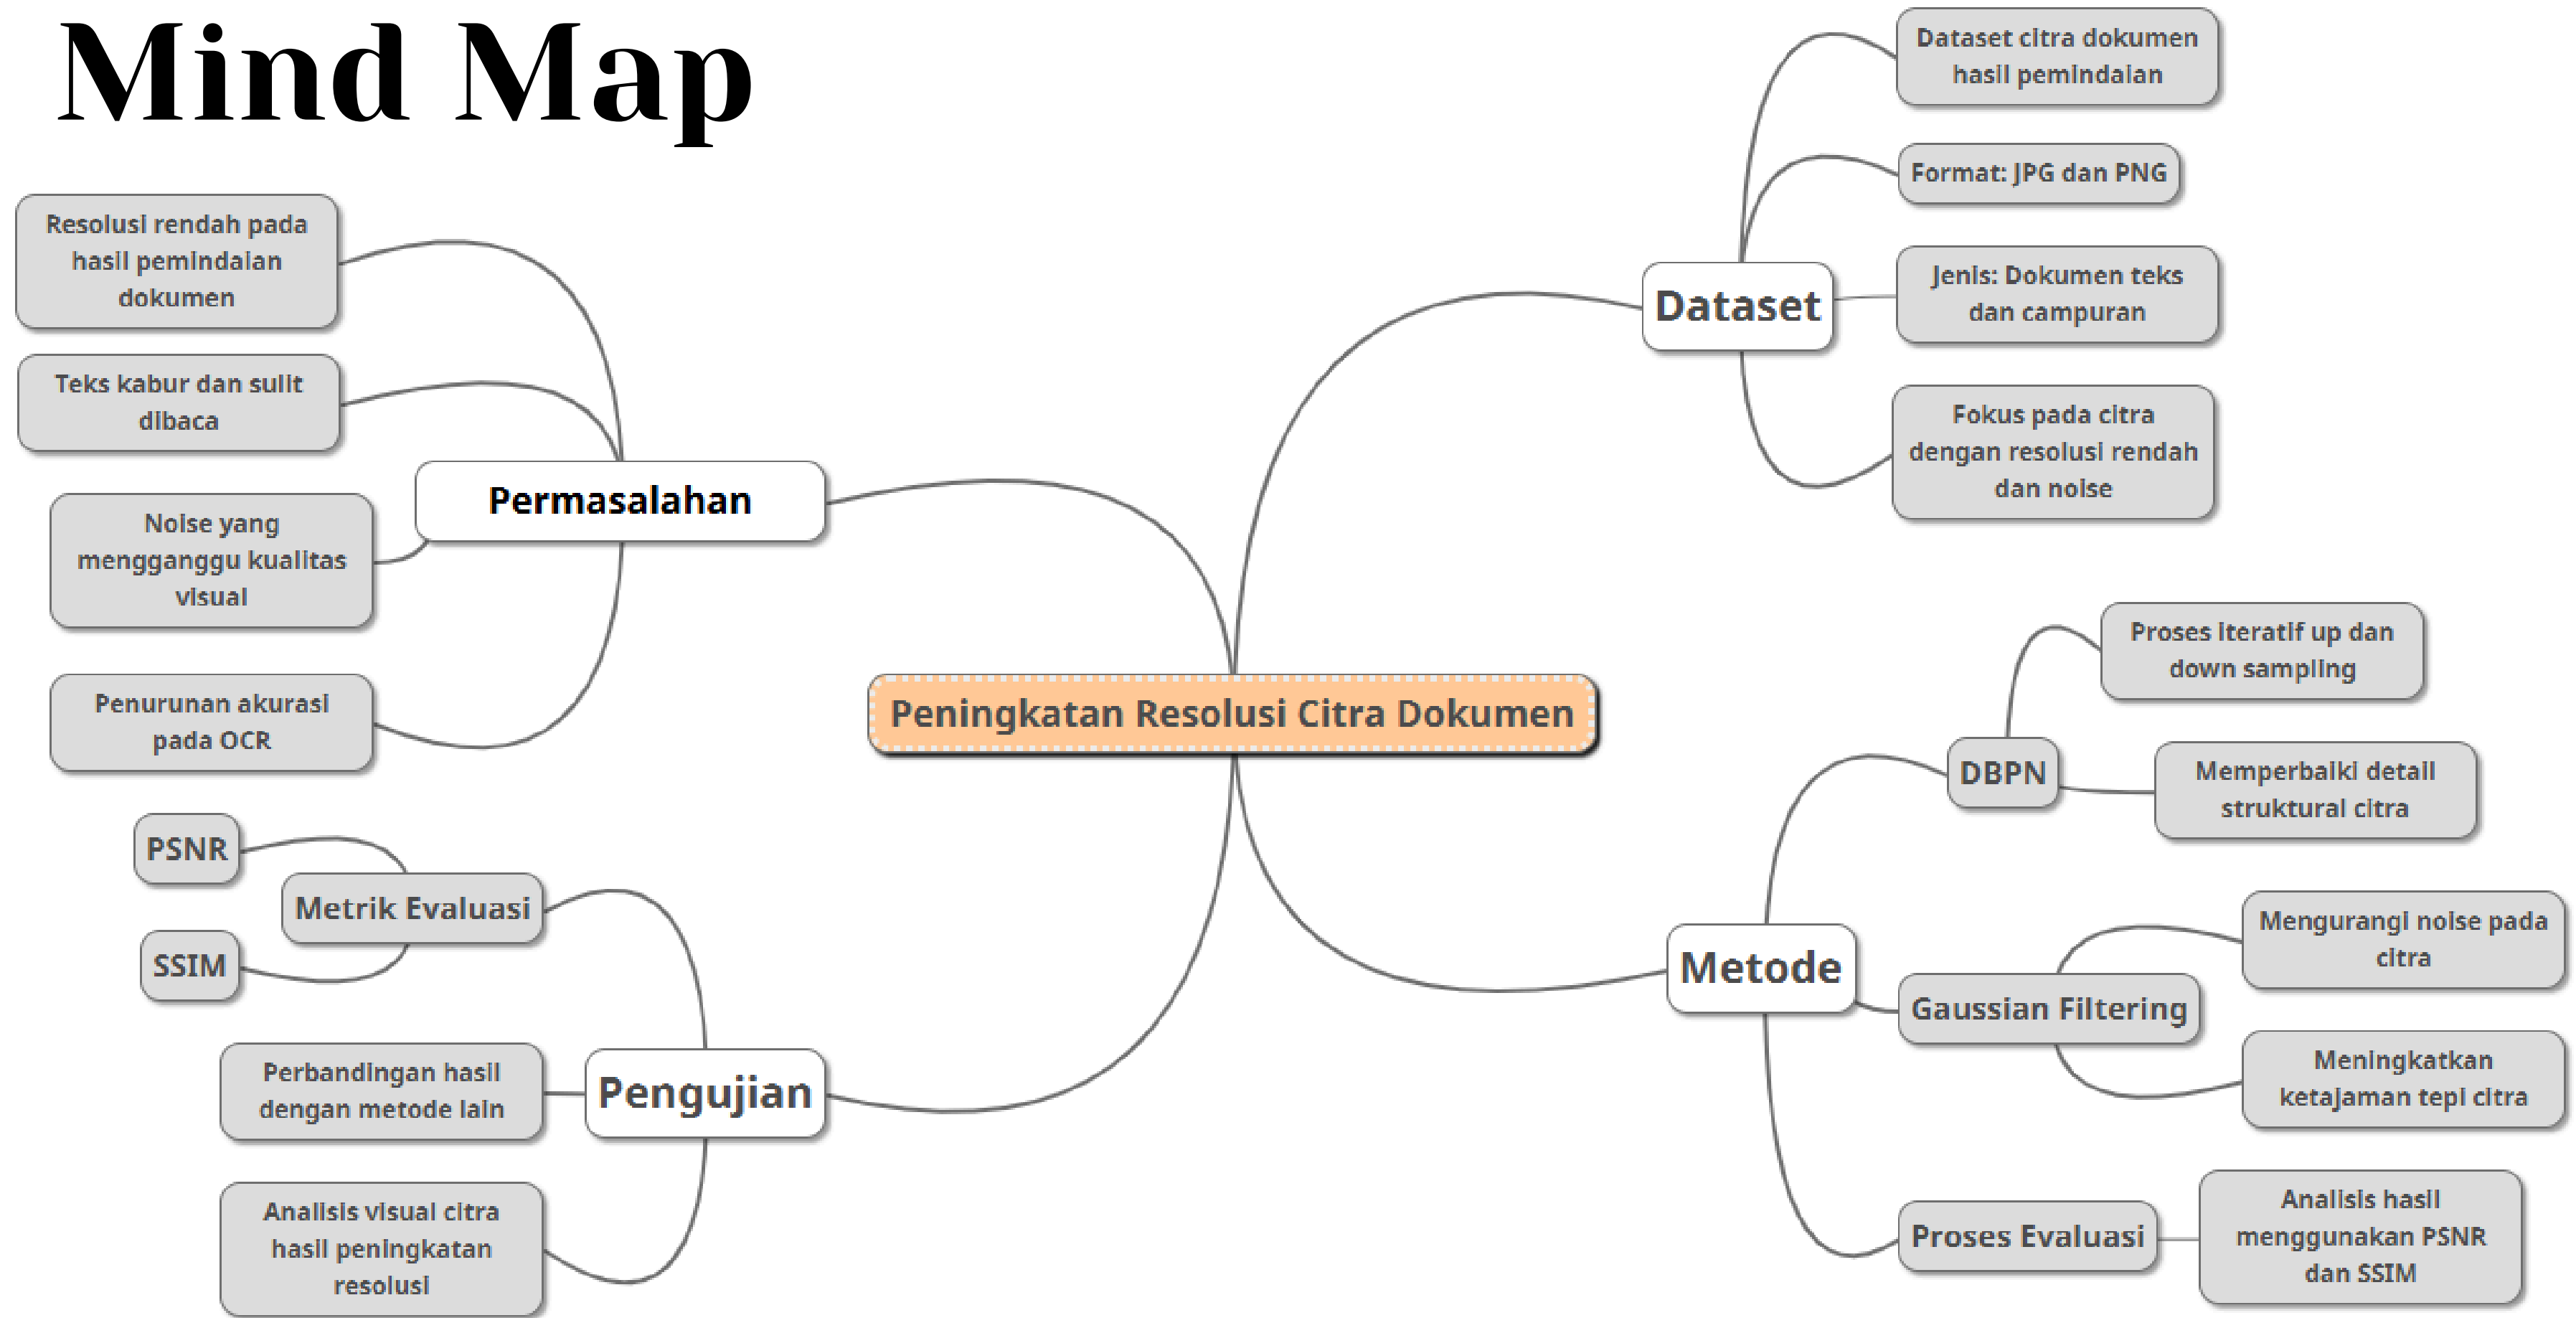 Mind Map
Resolusi rendah pada
hasil pemindaian
dokumen
Teks kabur dan sulit
dibaca
Permasalahan
Noise yang
mengganggu kualitas
visual
Penurunan akurasi
pada OCR
Dataset citra dokumen
hasil pemindaian
Format: JPG dan PNG
Dataset
Jenis: Dokumen teks
dan campuran
Fokus pada citra
dengan resolusi rendah
dan noise
Peningkatan Resolusi Citra Dokumen
PSNR
Metrik Evaluasi
SSIM
Pengujian
Perbandingan hasil
dengan metode lain
Analisis visual citra
hasil peningkatan
resolusi
Metode
DBPN
Proses iteratif up dan
down sampling
Memperbaiki detail
struktural citra
Gaussian Filtering
Mengurangi noise pada
citra
Meningkatkan
ketajaman tepi citra
Proses Evaluasi
Analisis hasil
menggunakan PSNR
dan SSIM